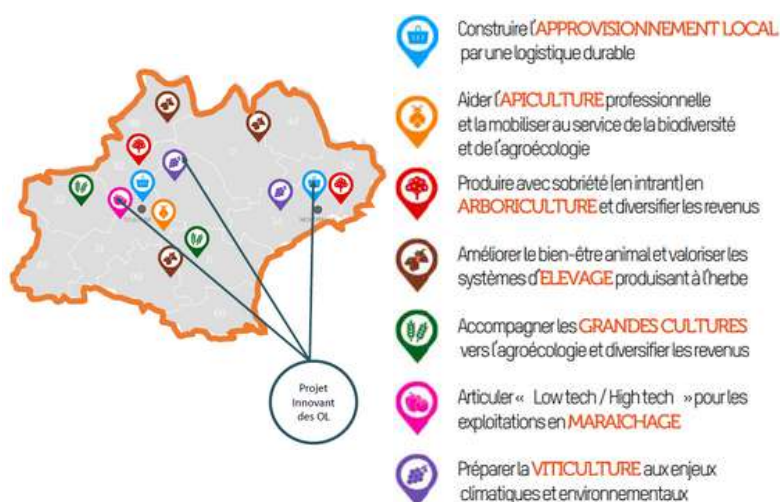 Construire l'APPROVISIONNEMENT LOCAL
par une logistique durable
Aider l'APICULTURE professionnelle
et la mobiliser au service de la biodiversité
et de l'agroécologie
Produire avec sobriété (en intrant) en
ARBORICULTURE et diversifier les revenus
Améliorer le bien-être animal et valoriser les
systèmes d'ELEVAGE produisant à l'herbe
Accompagner les GRANDES CULTURES
vers l'agroécologie et diversifier les revenus
Articuler « Low tech / High tech » pour les
exploitations en MARAICHAGE
Préparer la VITICULTURE aux enjeux
climatiques et environnementaux
Projet
Innovant
des OL